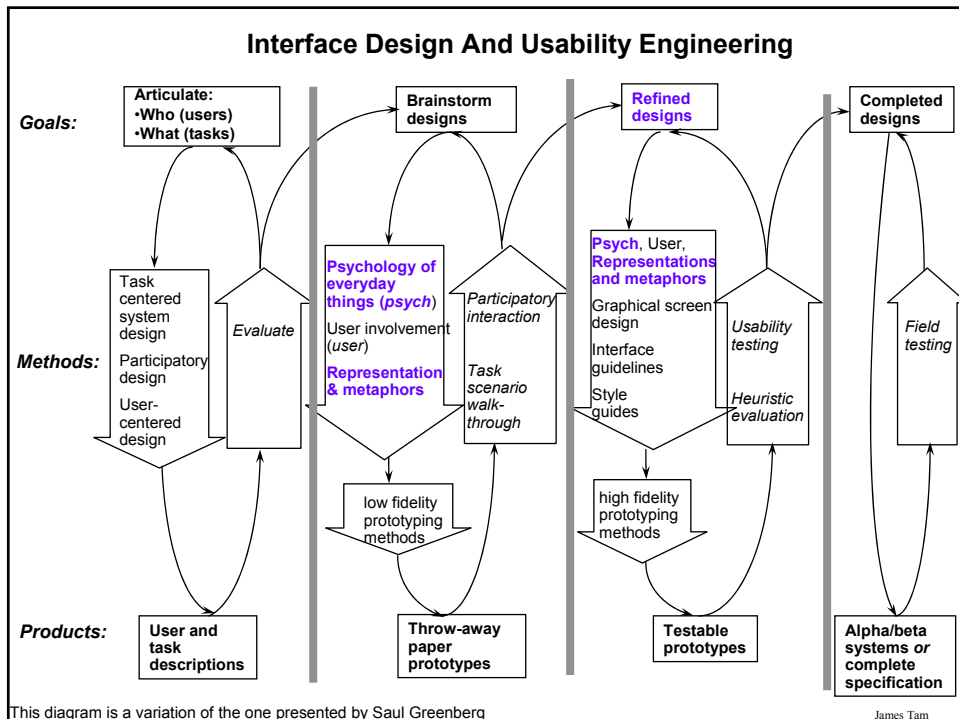 Interface Design And Usability Engineering
Goals:
Articulate:
•Who (users)
•What (tasks)
Brainstorm
designs
Refined
designs
Completed
designs
Methods:
Task
centered
system
design
Participatory
design
User-
centered
design
Evaluate
Psychology of
everyday
things (psych)
User involvement
(user)
Representation
& metaphors
low fidelity
prototyping
methods
Participatory
interaction
Task
scenario
walk-
through
Psych, User,
Representations
and metaphors
Graphical screen
design
Interface
guidelines
Style
guides
high fidelity
prototyping
methods
Usability
testing
Heuristic
evaluation
Field
testing
Products:
User and
task
descriptions
Throw-away
paper
prototypes
Testable
prototypes
Alpha/beta
systems or
complete
specification
This diagram is a variation of the one presented by Saul Greenberg
James Tam